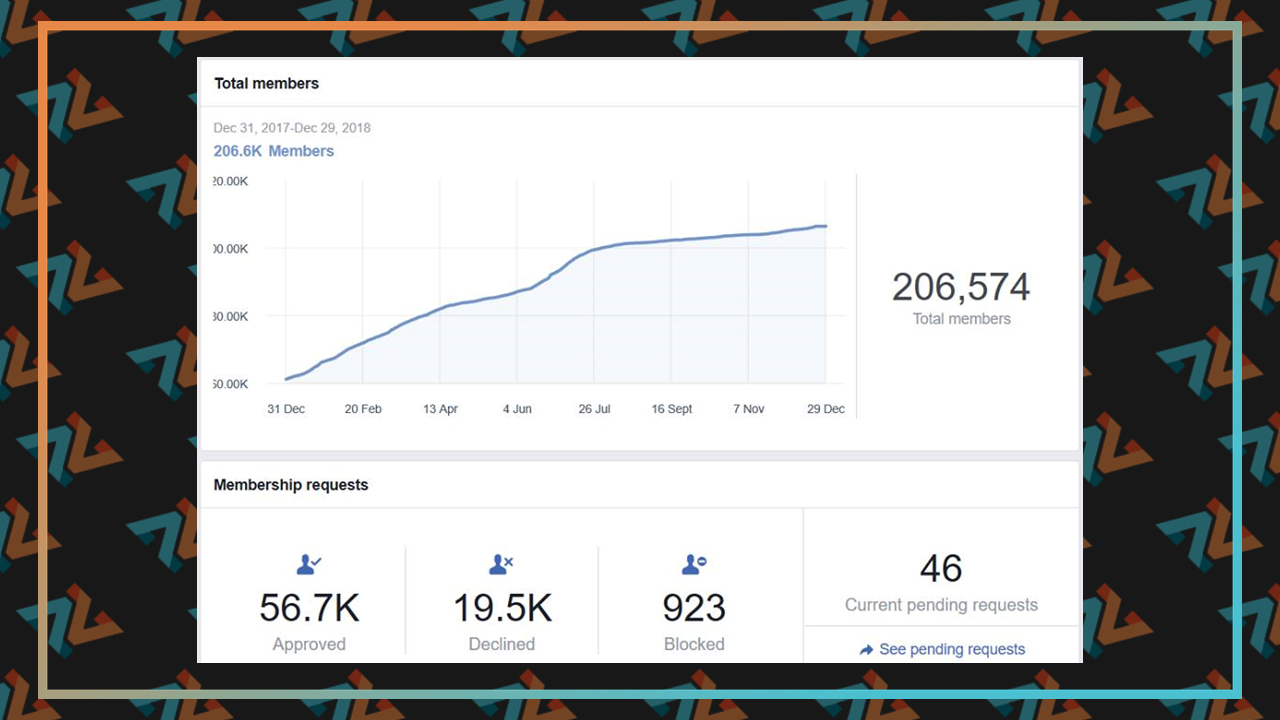 Total members
Dec 31, 2017-Dec 29, 2018
206.6K Members
20.00K
00.00K
60.00K
60.00K
31 Dec 20 Feb 13 Apr 4 Jun 26 Jul 16 Sept 7 Nov 29 Dec
206,574
Total members
Membership requests
56.7K
Approved
19.5K
Declined
923
Blocked
46
Current pending requests
See pending requests